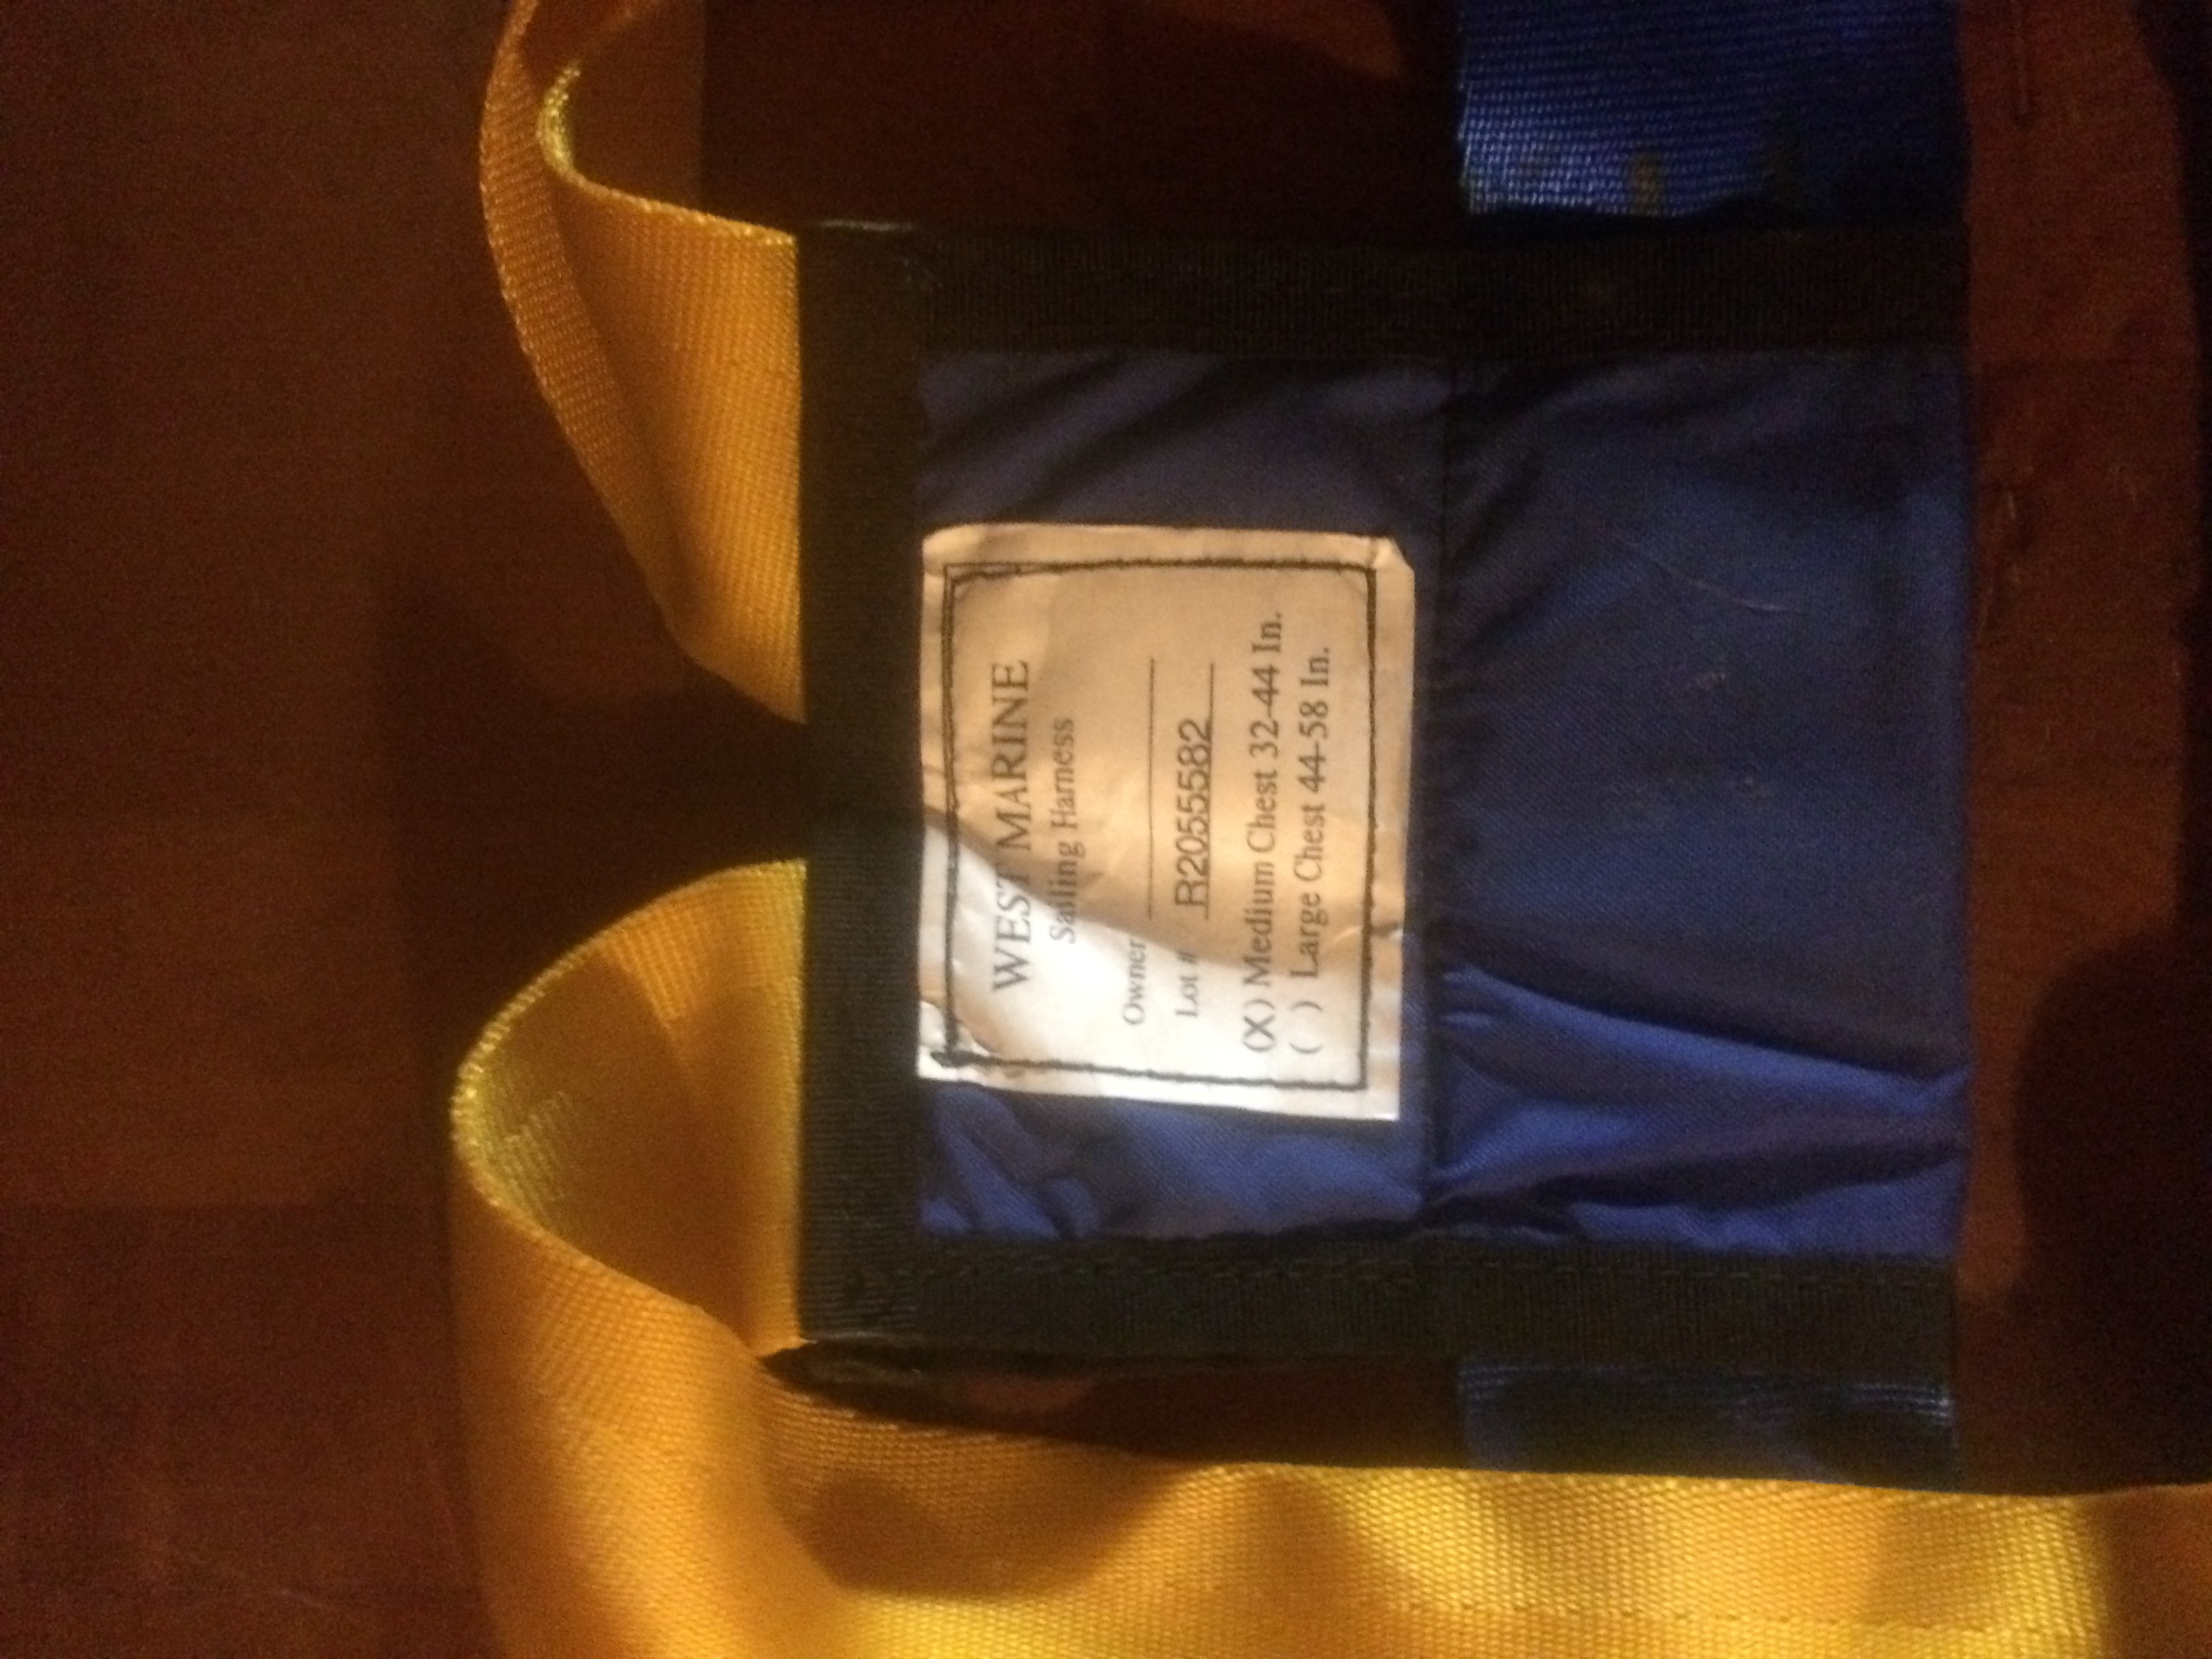 WEST MARINE
Sailing Harness
Owner
Lot # R2055582
(X) Medium Chest 32-44 In.
( ) Large Chest 44-58 In.